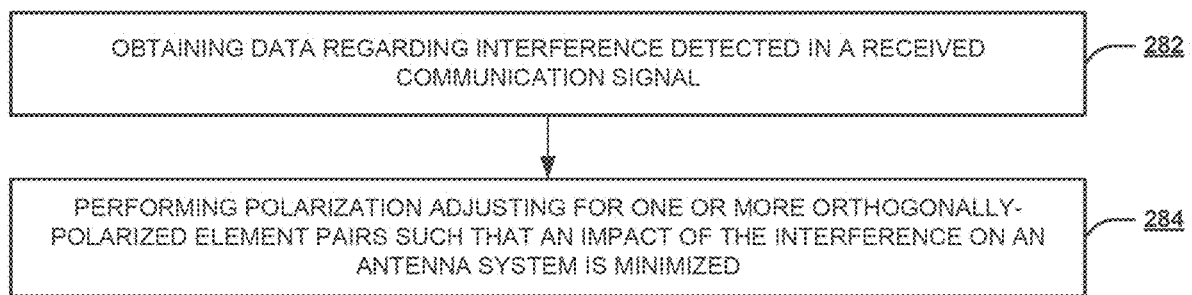 OBTAINING DATA REGARDING INTERFERENCE DETECTED IN A RECEIVED
COMMUNICATION SIGNAL
282
PERFORMING POLARIZATION ADJUSTING FOR ONE OR MORE ORTHOGONALLY-
POLARIZED ELEMENT PAIRS SUCH THAT AN IMPACT OF THE INTERFERENCE ON AN
ANTENNA SYSTEM IS MINIMIZED
284